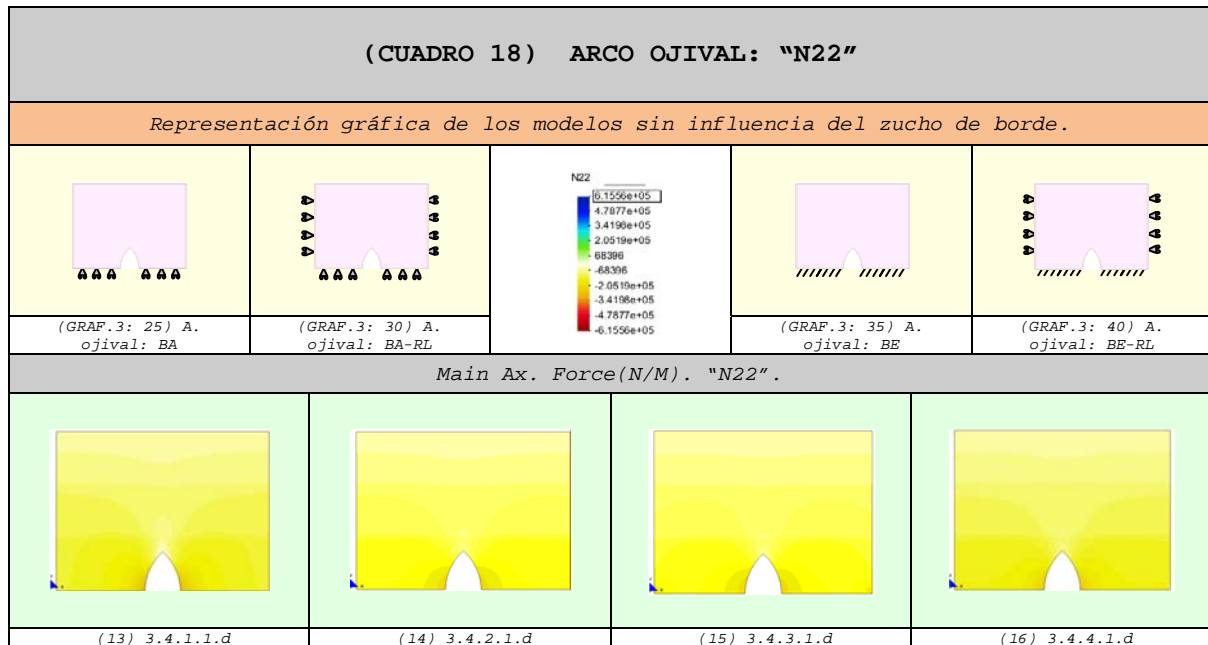 (CUADRO 18) ARCO OJIVAL: “N22”
Representación gráfica de los modelos sin influencia del zucho de borde.
N22
6.1556e+05
4.7877e+05
3.4198e+05
2.0519e+05
68396
-68396
-2.0519e+05
-3.4198e+05
-4.7877e+05
-6.1556e+05
(GRAF.3: 25) A.
ojival: BA
(GRAF.3: 30) A.
ojival: BA-RL
(GRAF.3: 35) A.
ojival: BE
(GRAF.3: 40) A.
ojival: BE-RL
Main Ax. Force(N/M). “N22”.
(13) 3.4.1.1.d
(14) 3.4.2.1.d
(15) 3.4.3.1.d
(16) 3.4.4.1.d